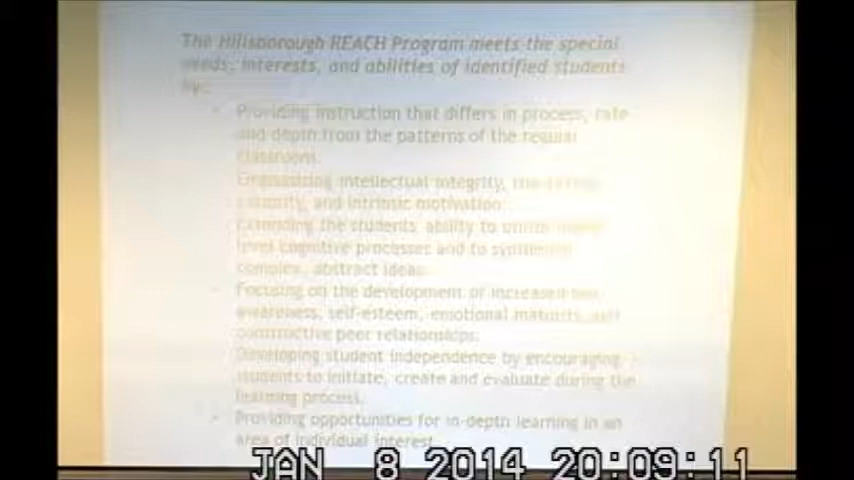 The Hillsborough REACH Program meets the special
needs, interests, and abilities of identified students
by:
Providing instruction that differs in process, rate
and depth from the patterns of the regular
classroom.
Emphasizing intellectual integrity,
and intrinsic motivation.
Extending the students ability to utilize
level cognitive processes and to
complex, abstract ideas.
Focusing on the development of increased
awareness, self-esteem, emotional maturity, and
constructive peer relationships.
Developing student independence by encouraging
students to initiate, create and evaluate during the
learning process.
Providing opportunities for in-depth learning in an
area of individual interest.
JAN 8 2014 20:09:11